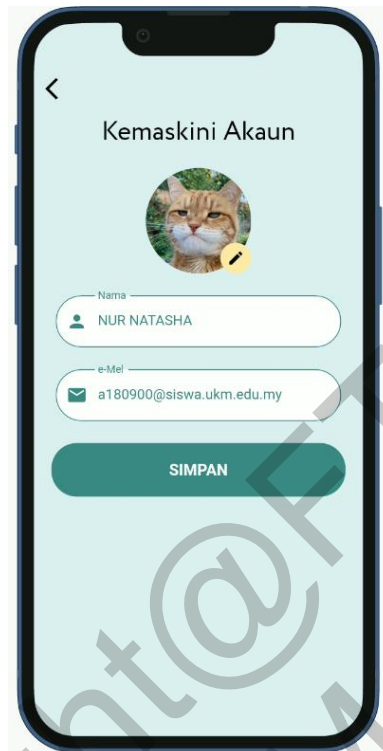 Kemaskini Akaun
Nama
NUR NATASHA
e-Mel
a180900@siswa.ukm.edu.my
SIMPAN